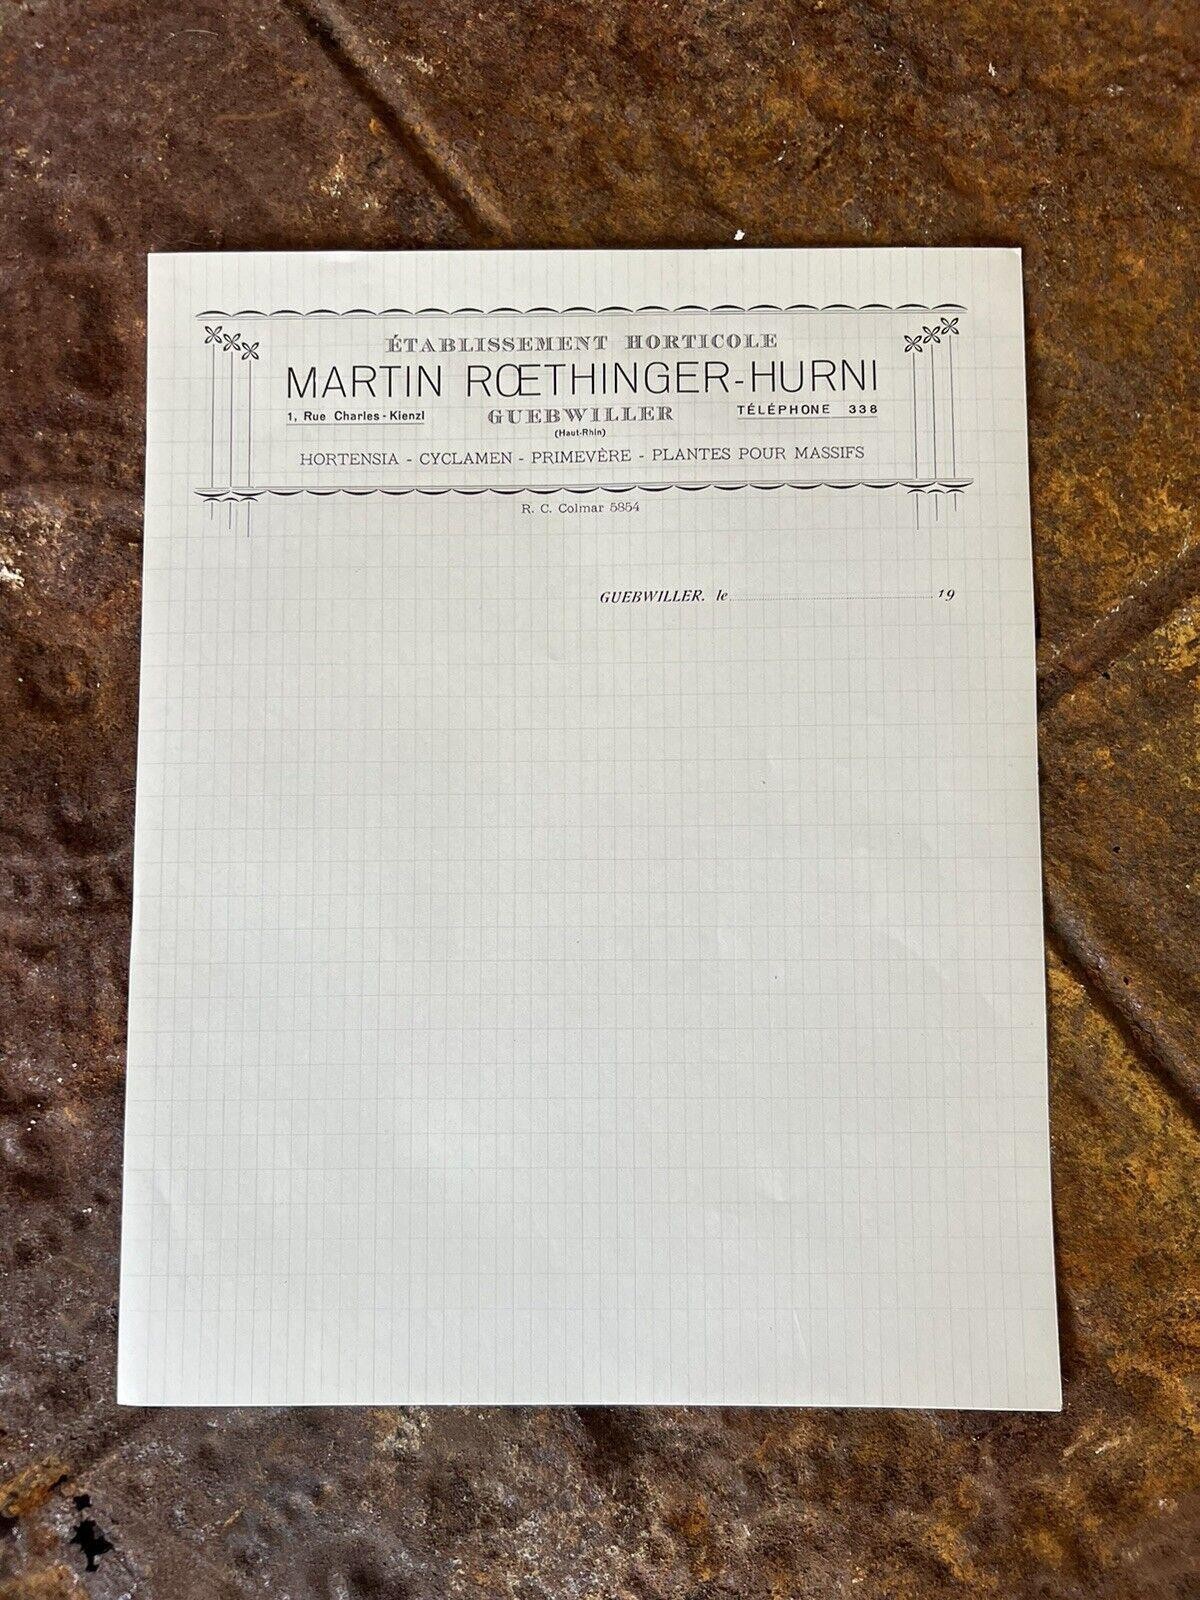 ÉTABLISSEMENT HORTICOLE
MARTIN RŒTHINGER-HURNI
1, Rue Charles-Kienzl GUEBWILLER TÉLÉPHONE 338
(Haut-Rhin)
HORTENSIA - CYCLAMEN - PRIMEVÈRE - PLANTES POUR MASSIFS
R. C. Colmar 5854
GUEBWILLER, le 19